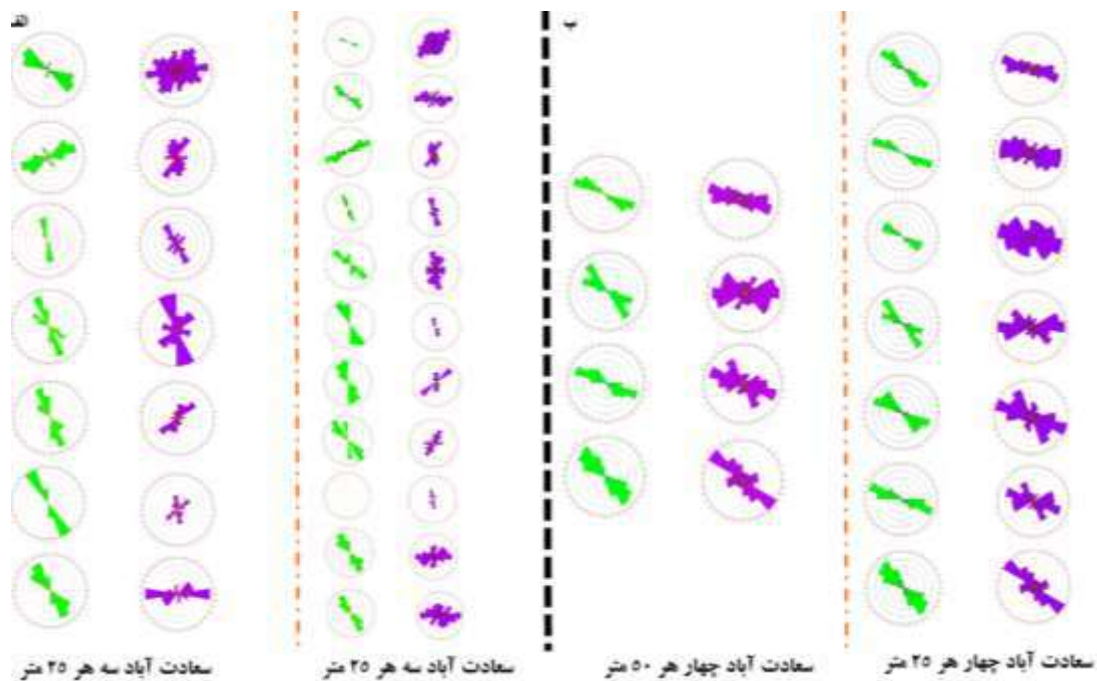 الف
ب
سعادت آباد سه هر ۲۵ متر
سعادت آباد سه هر ۲۵ متر
سعادت آباد چهار هر ۵۰ متر
سعادت آباد چهار هر ۲۵ متر